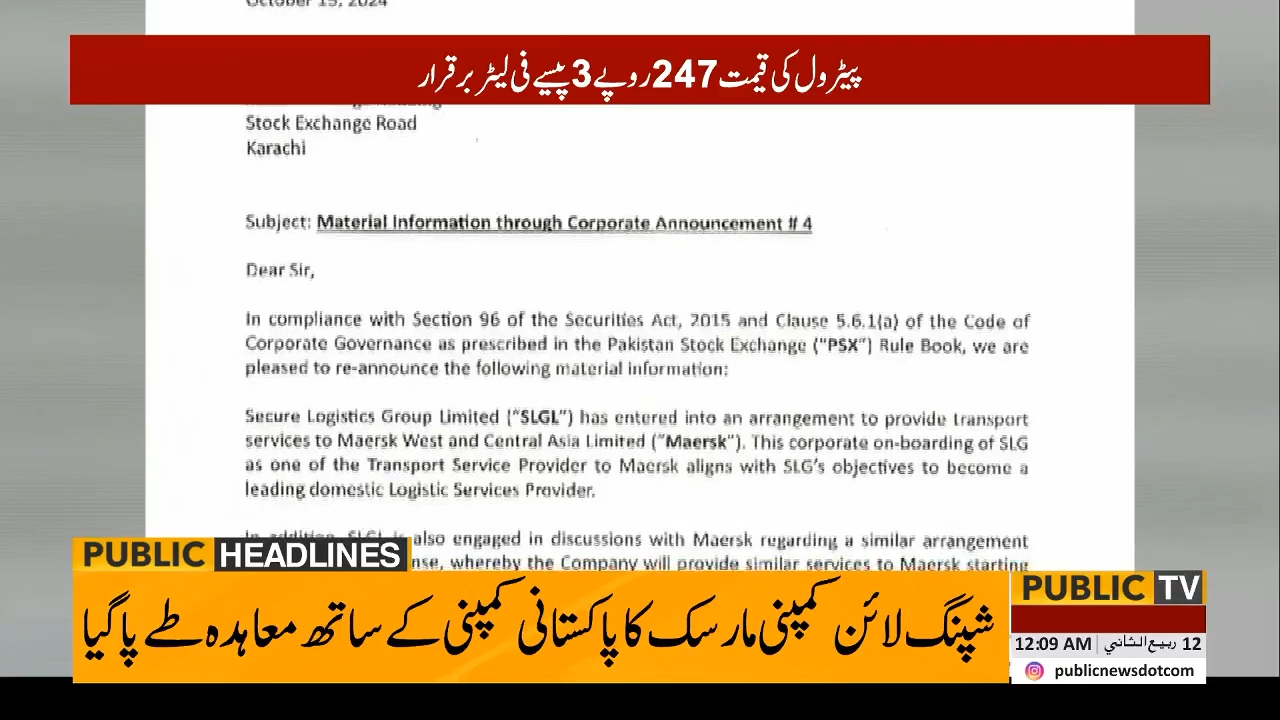 October 15, 2024
پیٹرول کی قیمت 247 روپے 3 پیسے فی لیٹر برقرار
Stock Exchange Road
Karachi
Subject: Material Information through Corporate Announcement # 4
Dear Sir,
In compliance with Section 96 of the Securities Act, 2015 and Clause 5.6.1(a) of the Code of
Corporate Governance as prescribed in the Pakistan Stock Exchange ("PSX") Rule Book, we are
pleased to re-announce the following material information:
Secure Logistics Group Limited ("SLGL") has entered into an arrangement to provide transport
services to Maersk West and Central Asia Limited ("Maersk"). This corporate on-boarding of SLG
as one of the Transport Service Provider to Maersk aligns with SLG's objectives to become a
leading domestic Logistic Services Provider.
In addition, SLGL is also engaged in discussions with Maersk regarding a similar arrangement
whereby the Company will provide similar services to Maersk starting
PUBLIC HEADLINES
شپنگ لائن کمپنی مارسک کا پاکستانی کمپنی کے ساتھ معاہدہ طے پا گیا
PUBLIC TV
12:09 AM | 12 ربیع الثانی
publicnewsdotcom